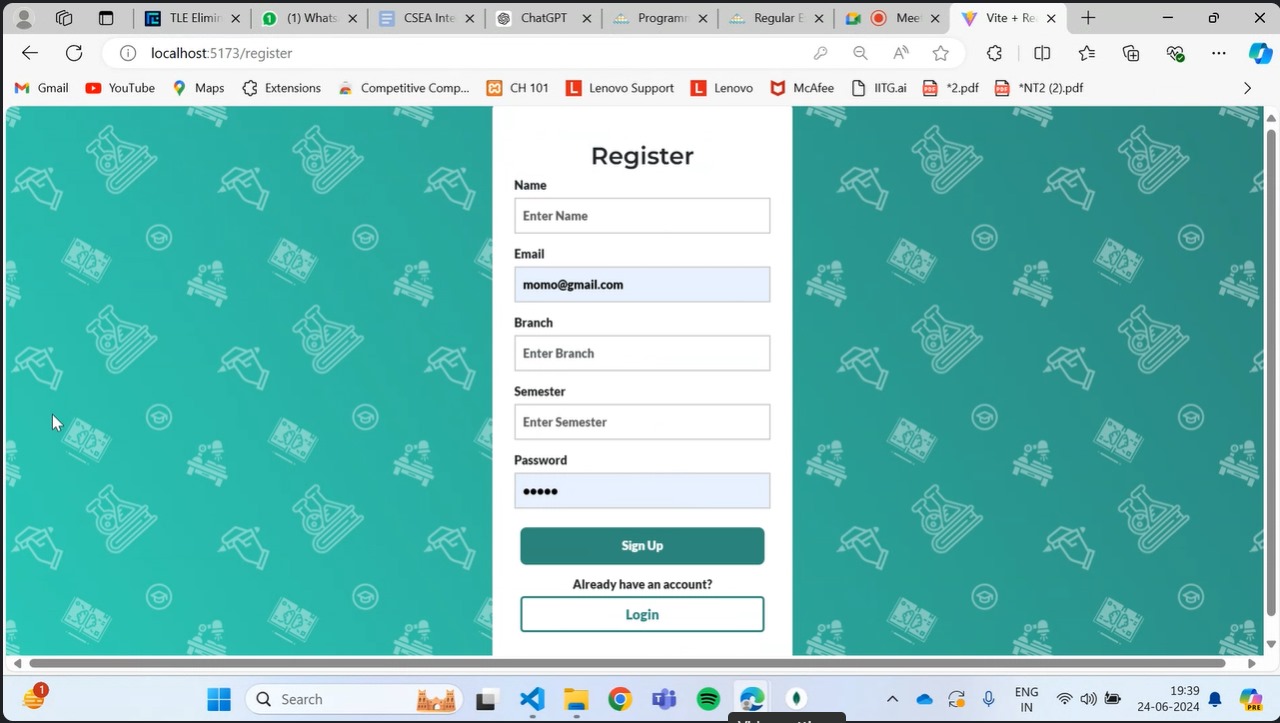 TLE Elimin
(1) Whats
CSEA Inte
ChatGPT
Programm
Regular E
Mee
Vite + Re
localhost:5173/register
Gmail
YouTube
Maps
Extensions
Competitive Comp...
CH 101
Lenovo Support
Lenovo
McAfee
IITG.ai
*2.pdf
*NT2 (2).pdf
Register
Name
Enter Name
Email
momo@gmail.com
Branch
Enter Branch
Semester
Enter Semester
Password
•••••
Sign Up
Already have an account?
Login
1
Search
ENG
IN
19:39
24-06-2024
PRE